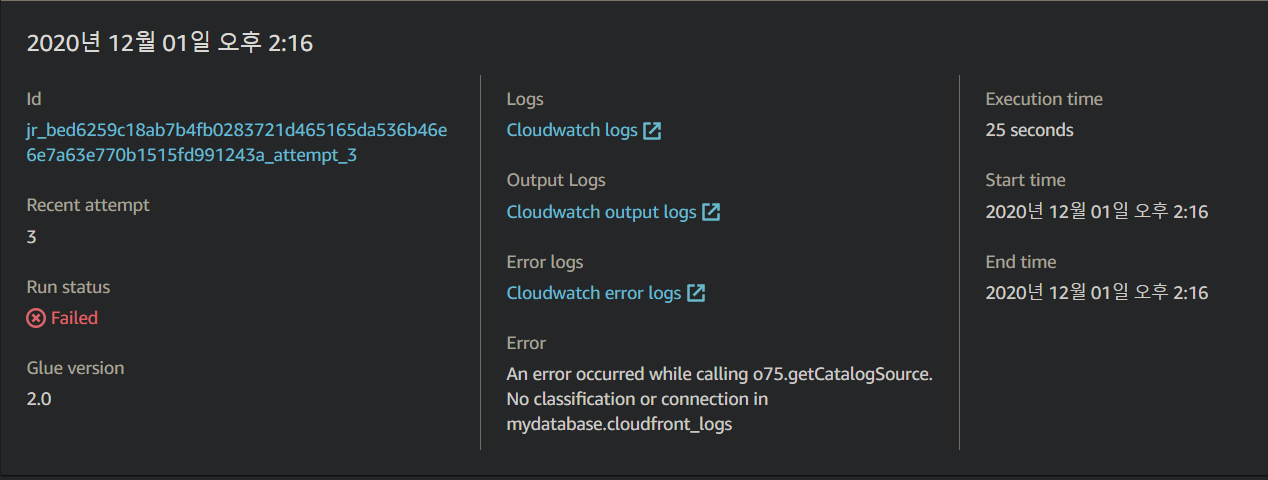 2020년 12월 01일 오후 2:16
Id
jr_bed6259c18ab7b4fb0283721d465165da536b46e
6e7a63e770b1515fd991243a_attempt_3
Recent attempt
3
Run status
Failed
Glue version
2.0
Logs
Cloudwatch logs
Output Logs
Cloudwatch output logs
Error logs
Cloudwatch error logs
Error
An error occurred while calling o75.getCatalogSource.
No classification or connection in
mydatabase.cloudfront_logs
Execution time
25 seconds
Start time
2020년 12월 01일 오후 2:16
End time
2020년 12월 01일 오후 2:16